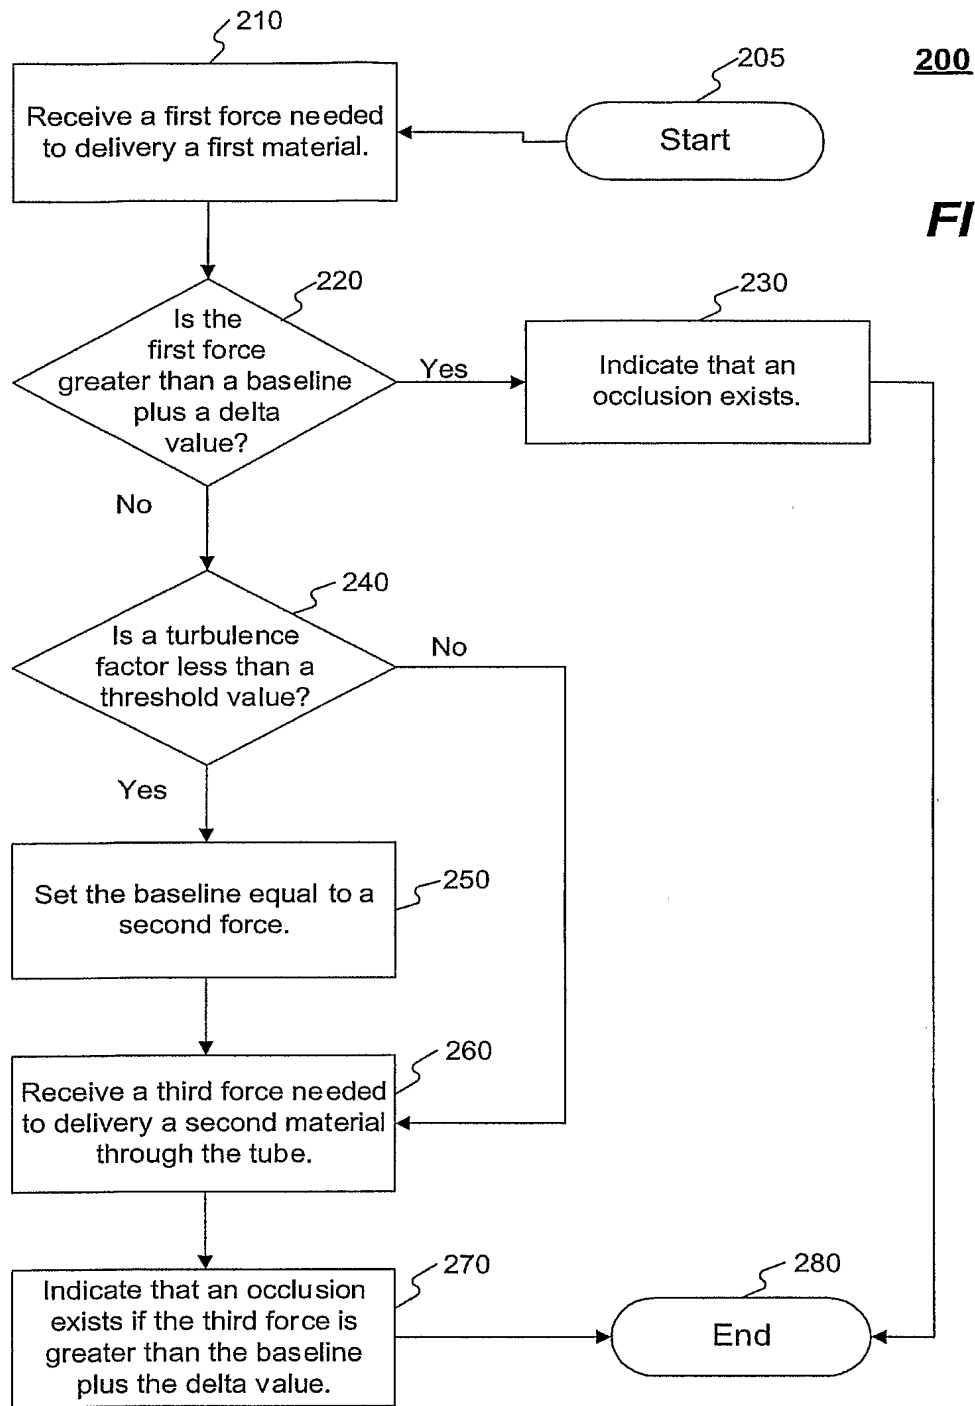 210
205
200
Receive a first force needed
to delivery a first material.
Start
FI
220
Is the
first force
greater than a baseline
plus a delta
value?
Yes
230
Indicate that an
occlusion exists.
No
240
Is a turbulence
factor less than a
threshold value?
No
Yes
250
Set the baseline equal to a
second force.
260
Receive a third force needed
to delivery a second material
through the tube.
270
Indicate that an occlusion
exists if the third force is
greater than the baseline
plus the delta value.
280
End